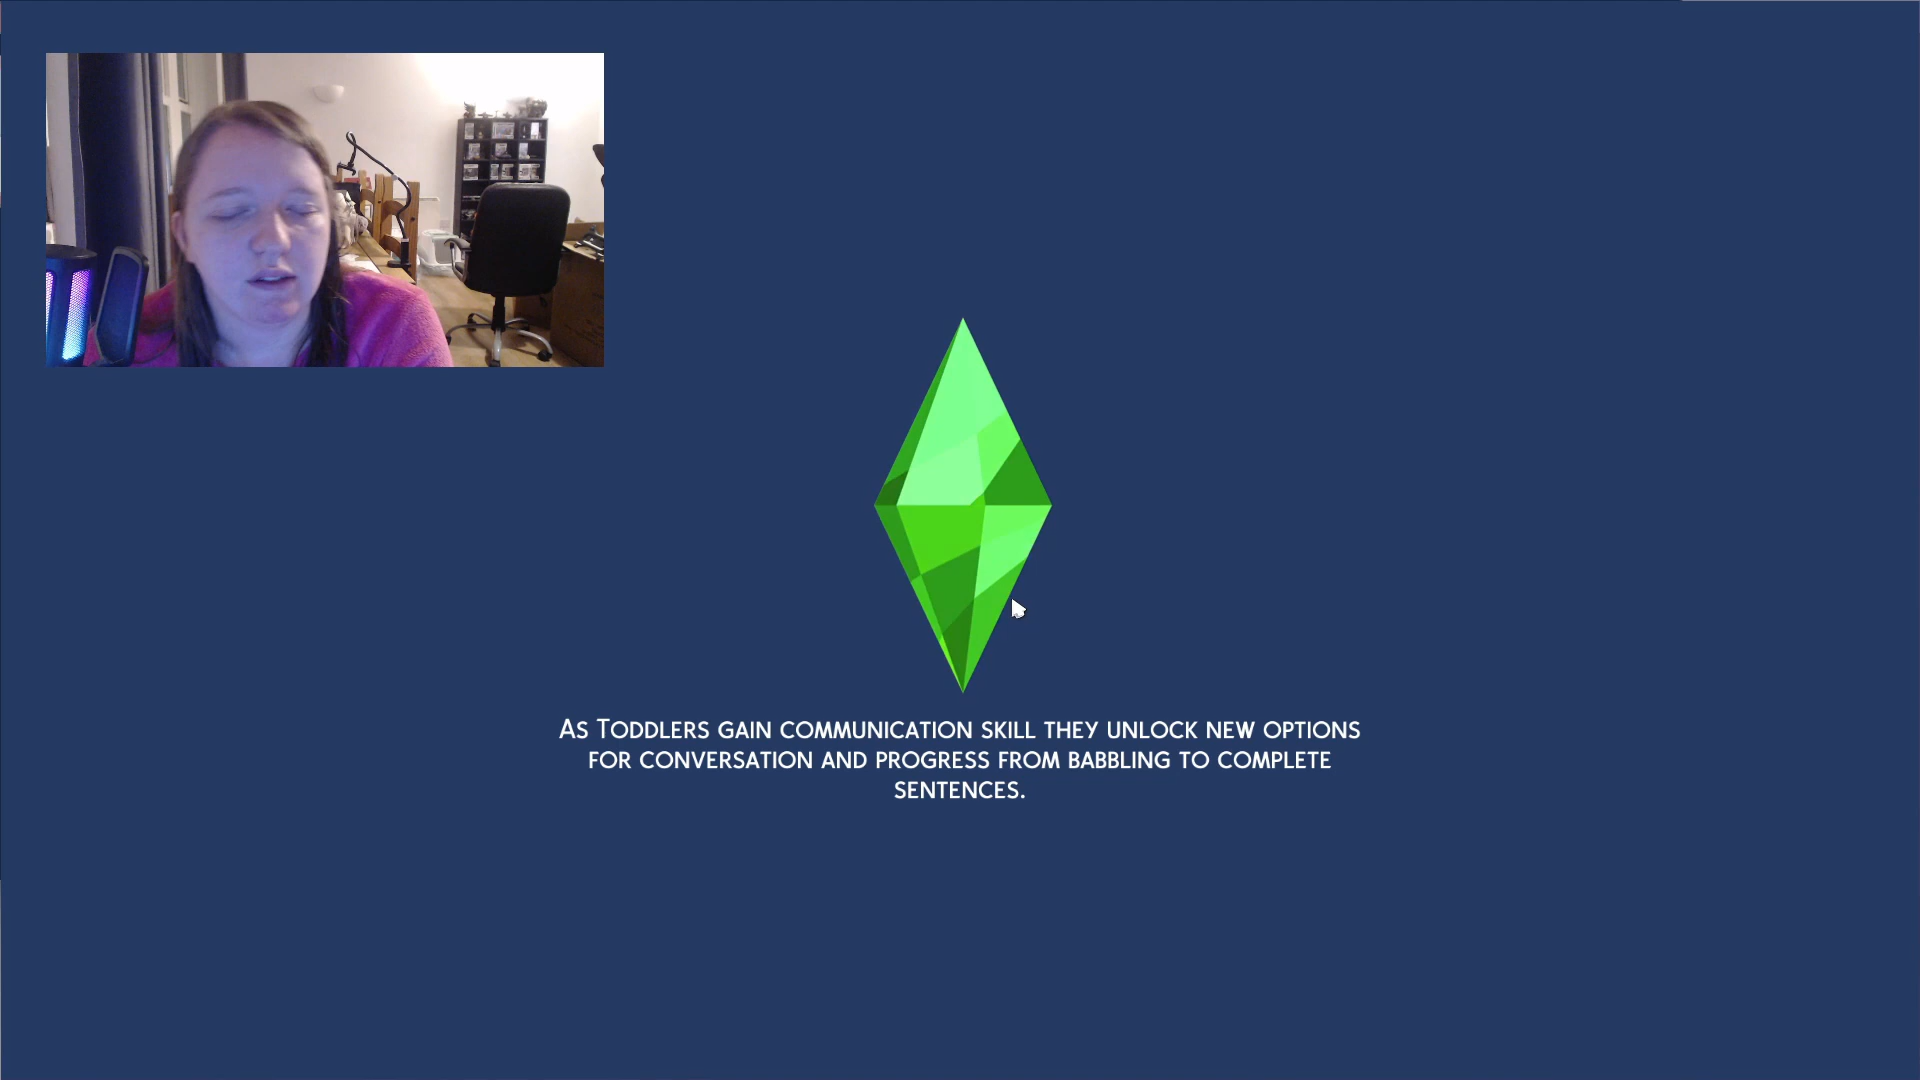 As Toddlers gain communication skill they unlock new options
for conversation and progress from babbling to complete
sentences.